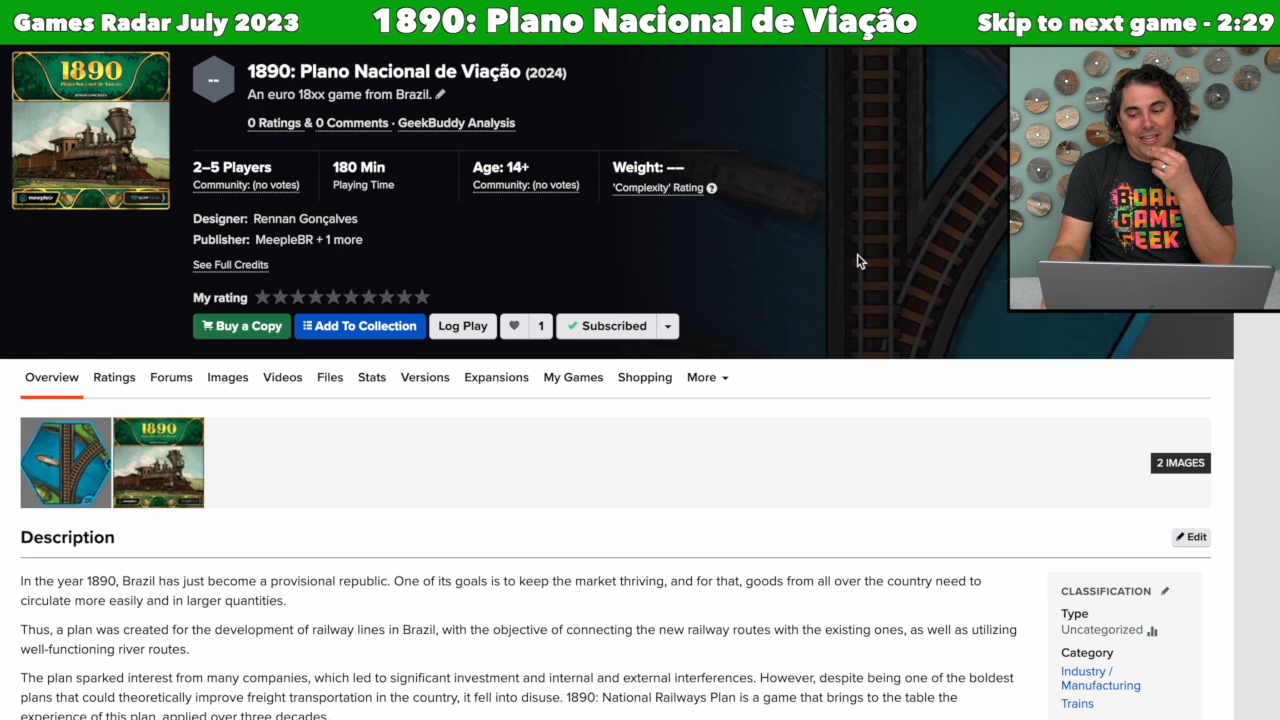 Games Radar July 2023
1890: Plano Nacional de Viação
Skip to next game - 2:29
1890
--
1890: Plano Nacional de Viação (2024)
An euro 18xx game from Brazil.
0 Ratings & 0 Comments · GeekBuddy Analysis
2–5 Players
Community: (no votes)
180 Min
Playing Time
Age: 14+
Community: (no votes)
Weight: —–
'Complexity' Rating ?
Designer: Rennan Gonçalves
Publisher: MeepleBR + 1 more
See Full Credits
My rating
Buy a Copy
Add To Collection
Log Play
1
Subscribed
BOAR
GAME
GEEK
Overview
Ratings
Forums
Images
Videos
Files
Stats
Versions
Expansions
My Games
Shopping
More
1890
2 IMAGES
Description
Edit
In the year 1890, Brazil has just become a provisional republic. One of its goals is to keep the market thriving, and for that, goods from all over the country need to
circulate more easily and in larger quantities.
Thus, a plan was created for the development of railway lines in Brazil, with the objective of connecting the new railway routes with the existing ones, as well as utilizing
well-functioning river routes.
The plan sparked interest from many companies, which led to significant investment and internal and external interferences. However, despite being one of the boldest
plans that could theoretically improve freight transportation in the country, it fell into disuse. 1890: National Railways Plan is a game that brings to the table the
experience of this plan, applied over three decades.
CLASSIFICATION
Type
Uncategorized
Category
Industry /
Manufacturing
Trains